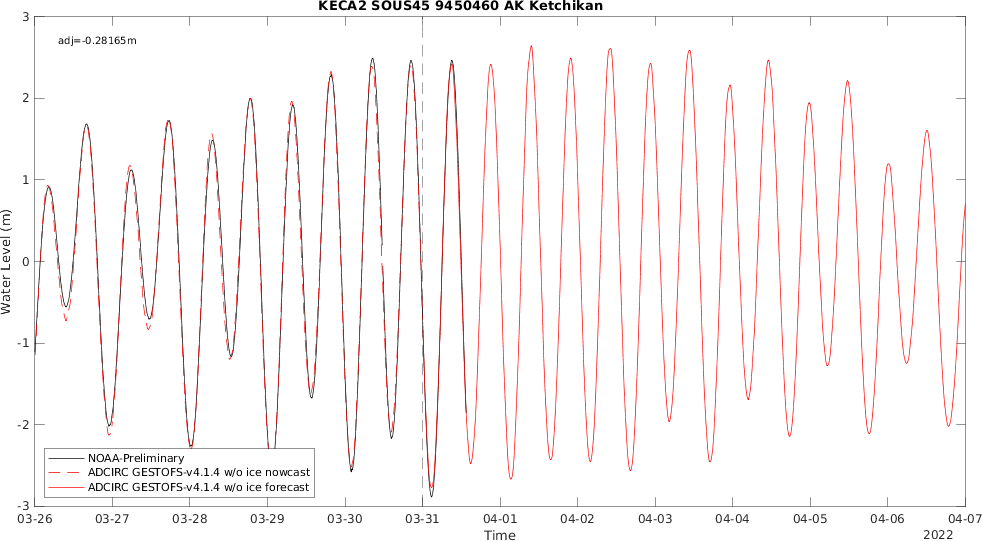 KECA2 SOUS45 9450460 AK Ketchikan
adj=-0.28165m
3
2
1
0
-1
-2
-3
Water Level (m)
NOAA-Preliminary
ADCIRC GESTOFS-v4.1.4 w/o ice nowcast
ADCIRC GESTOFS-v4.1.4 w/o ice forecast
03-26 03-27 03-28 03-29 03-30 03-31 04-01 04-02 04-03 04-04 04-05 04-06 04-07
Time
2022